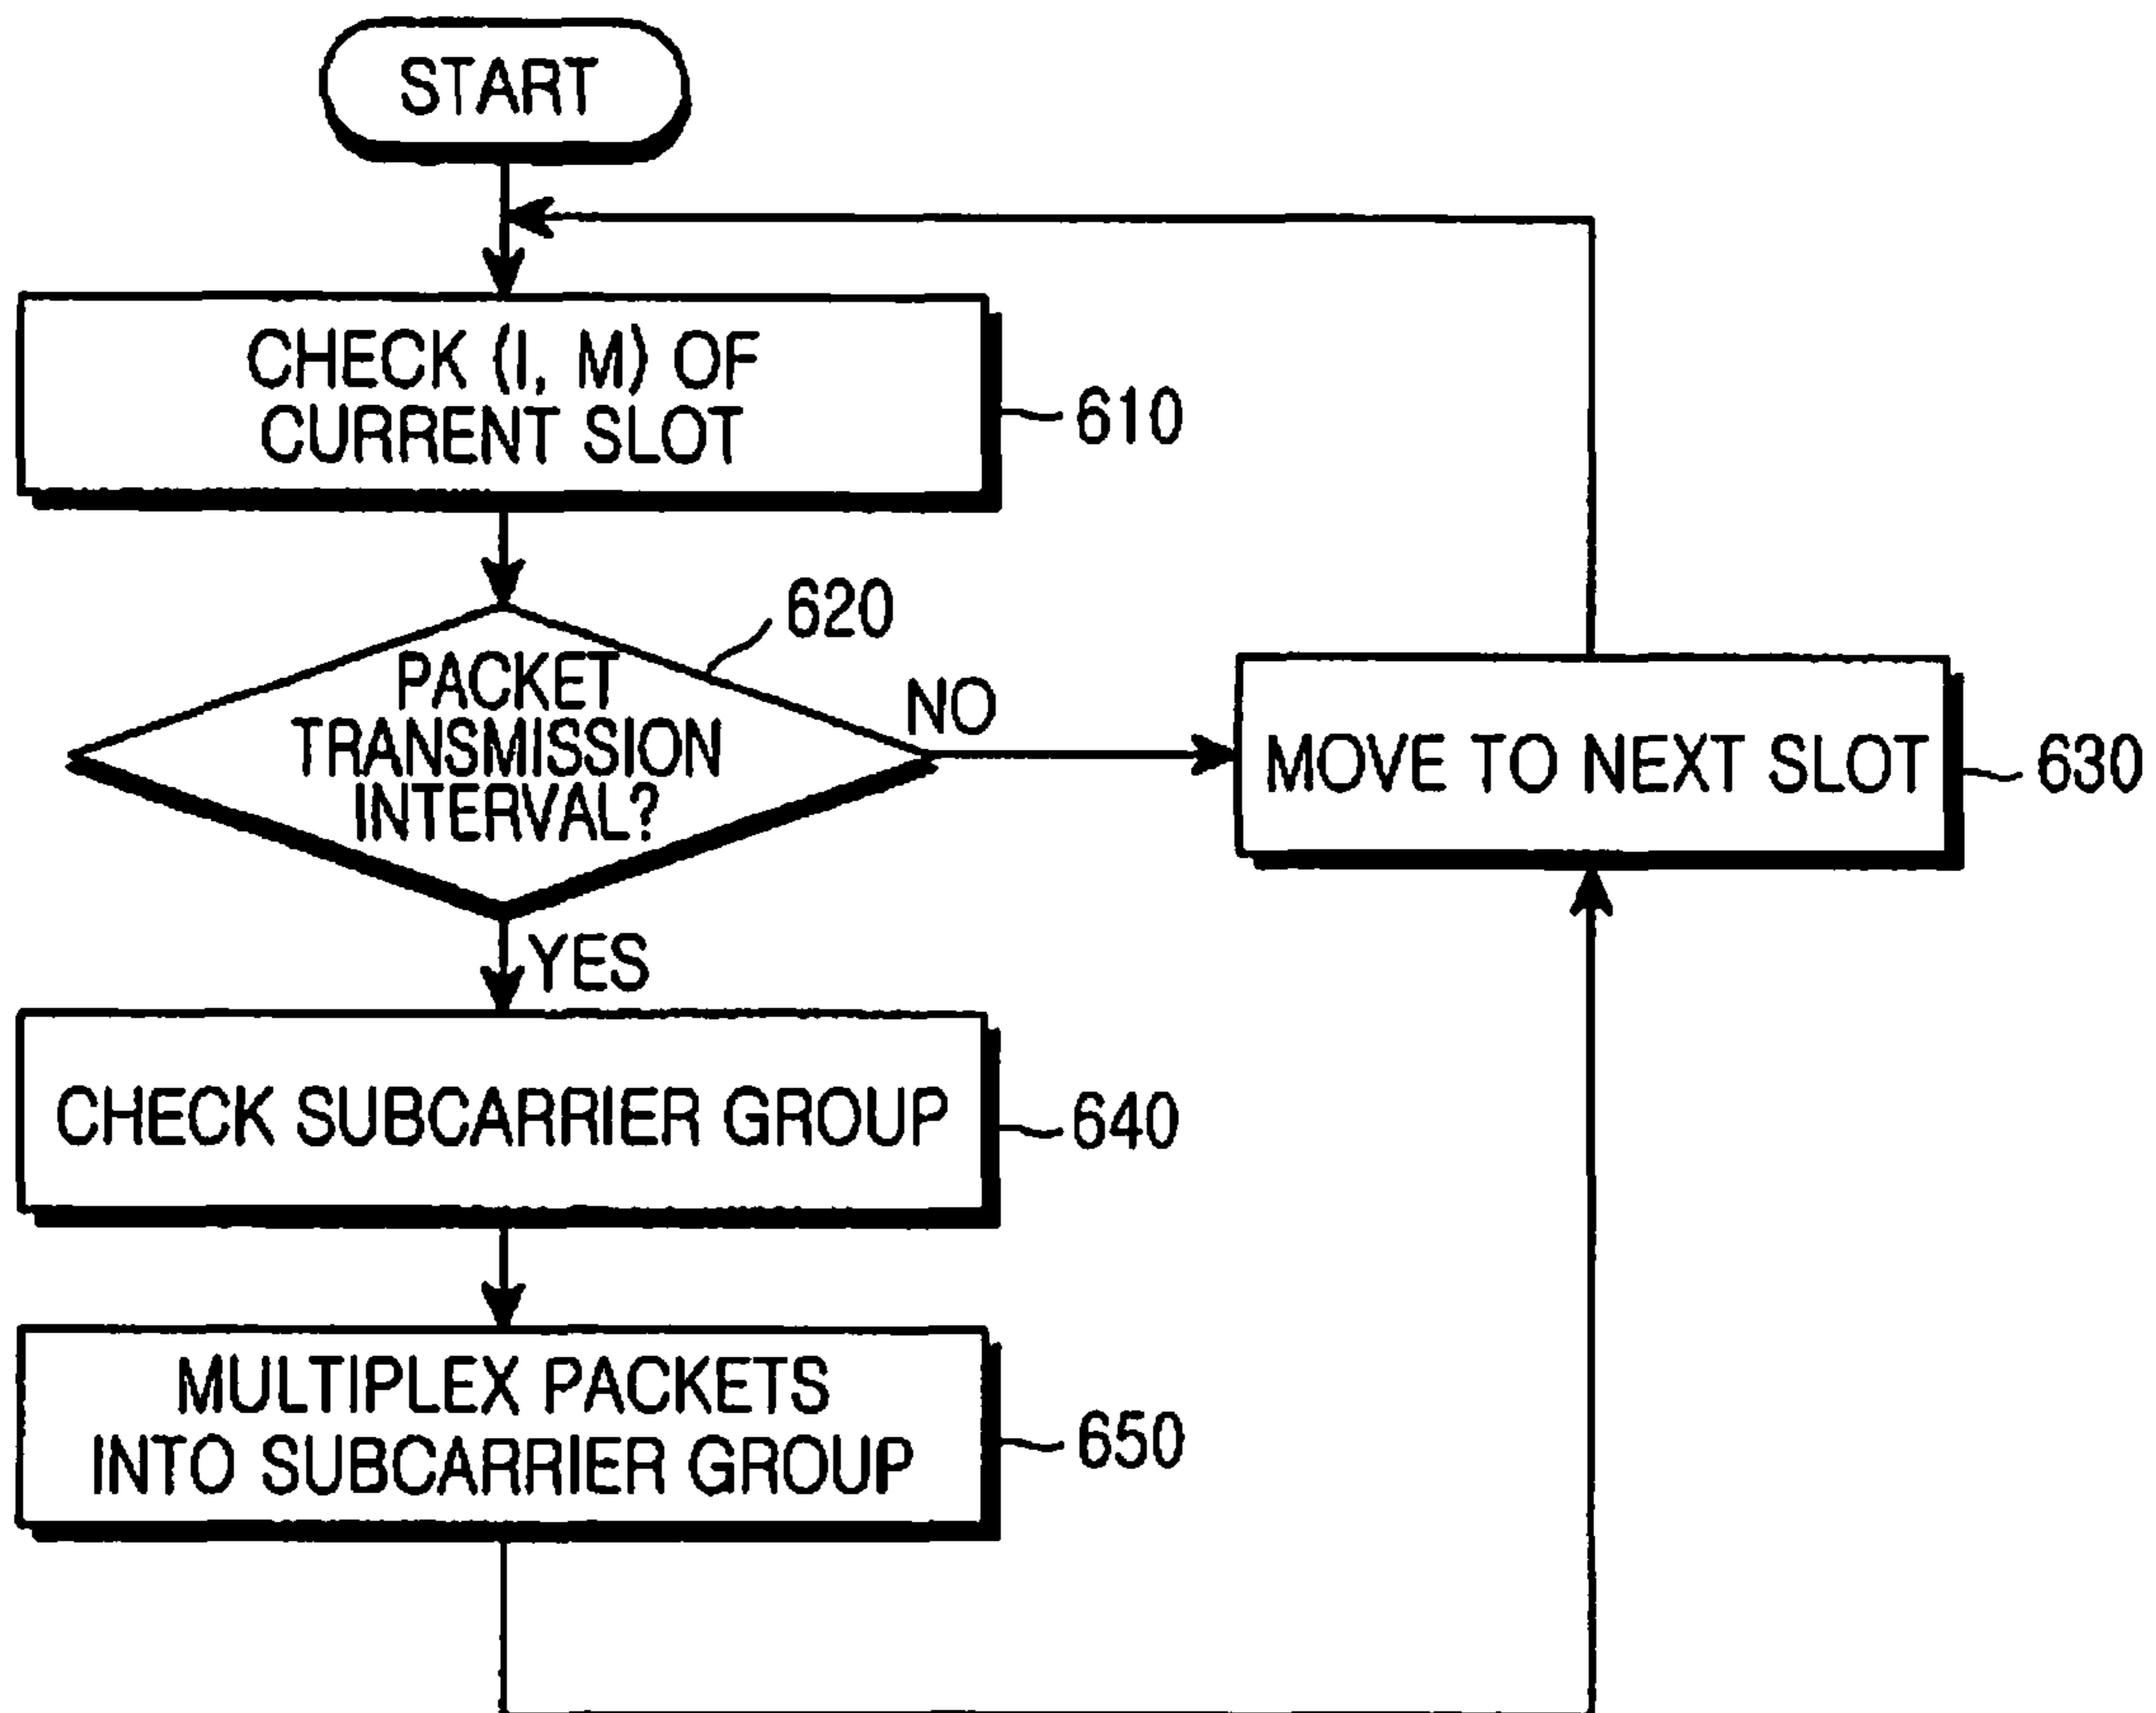 START
CHECK (I, M) OF
CURRENT SLOT
610
620
PACKET
TRANSMISSION
INTERVAL?
NO
MOVE TO NEXT SLOT
630
YES
CHECK SUBCARRIER GROUP
640
MULTIPLEX PACKETS
INTO SUBCARRIER GROUP
650